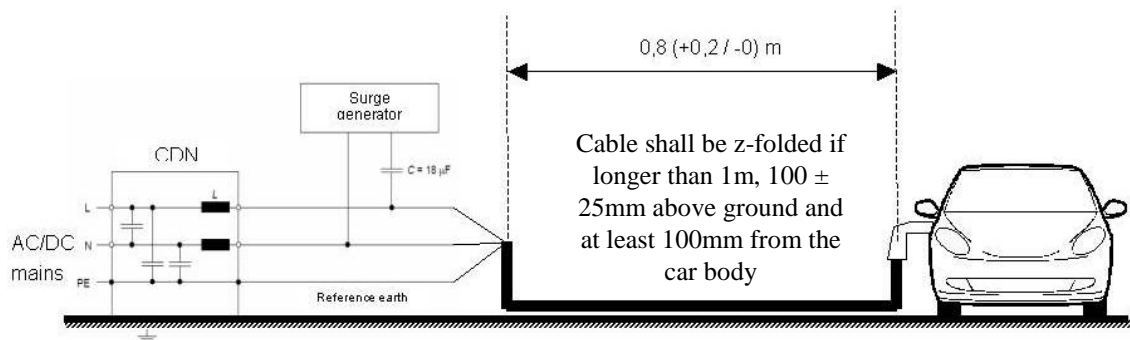 0,8 (+0,2 / -0) m
Surge
generator
CDN
C = 18 µF
L
L
N
AC/DC
mains
PE
Reference earth
Cable shall be z-folded if
longer than 1m, 100 ±
25mm above ground and
at least 100mm from the
car body